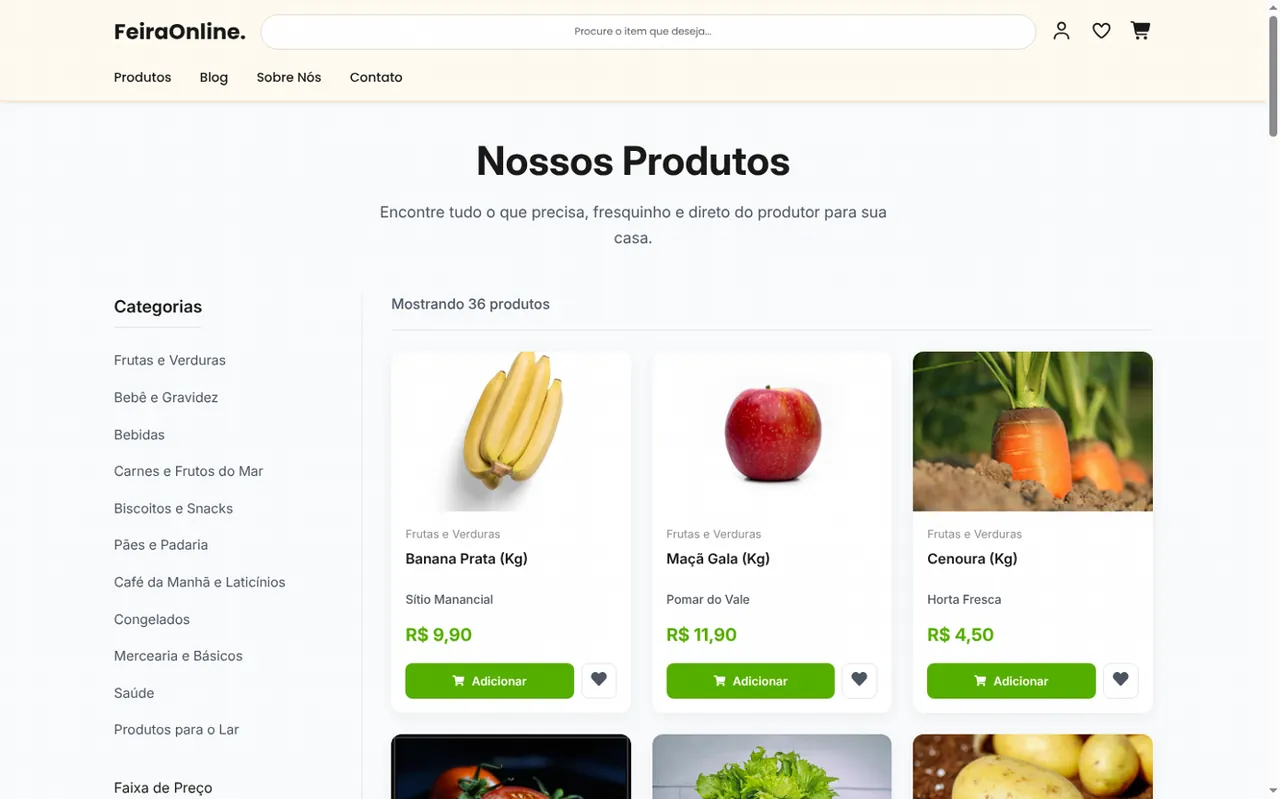 FeiraOnline.
Procure o item que deseja...
Produtos
Blog
Sobre Nós
Contato
Nossos Produtos
Encontre tudo o que precisa, fresquinho e direto do produtor para sua
casa.
Categorias
Frutas e Verduras
Bebê e Gravidez
Bebidas
Carnes e Frutos do Mar
Biscoitos e Snacks
Pães e Padaria
Café da Manhã e Laticínios
Congelados
Mercearia e Básicos
Saúde
Produtos para o Lar
Faixa de Preço
Mostrando 36 produtos
Frutas e Verduras
Banana Prata (Kg)
Sítio Manancial
R$ 9,90
Adicionar
Frutas e Verduras
Maçã Gala (Kg)
Pomar do Vale
R$ 11,90
Adicionar
Frutas e Verduras
Cenoura (Kg)
Horta Fresca
R$ 4,50
Adicionar